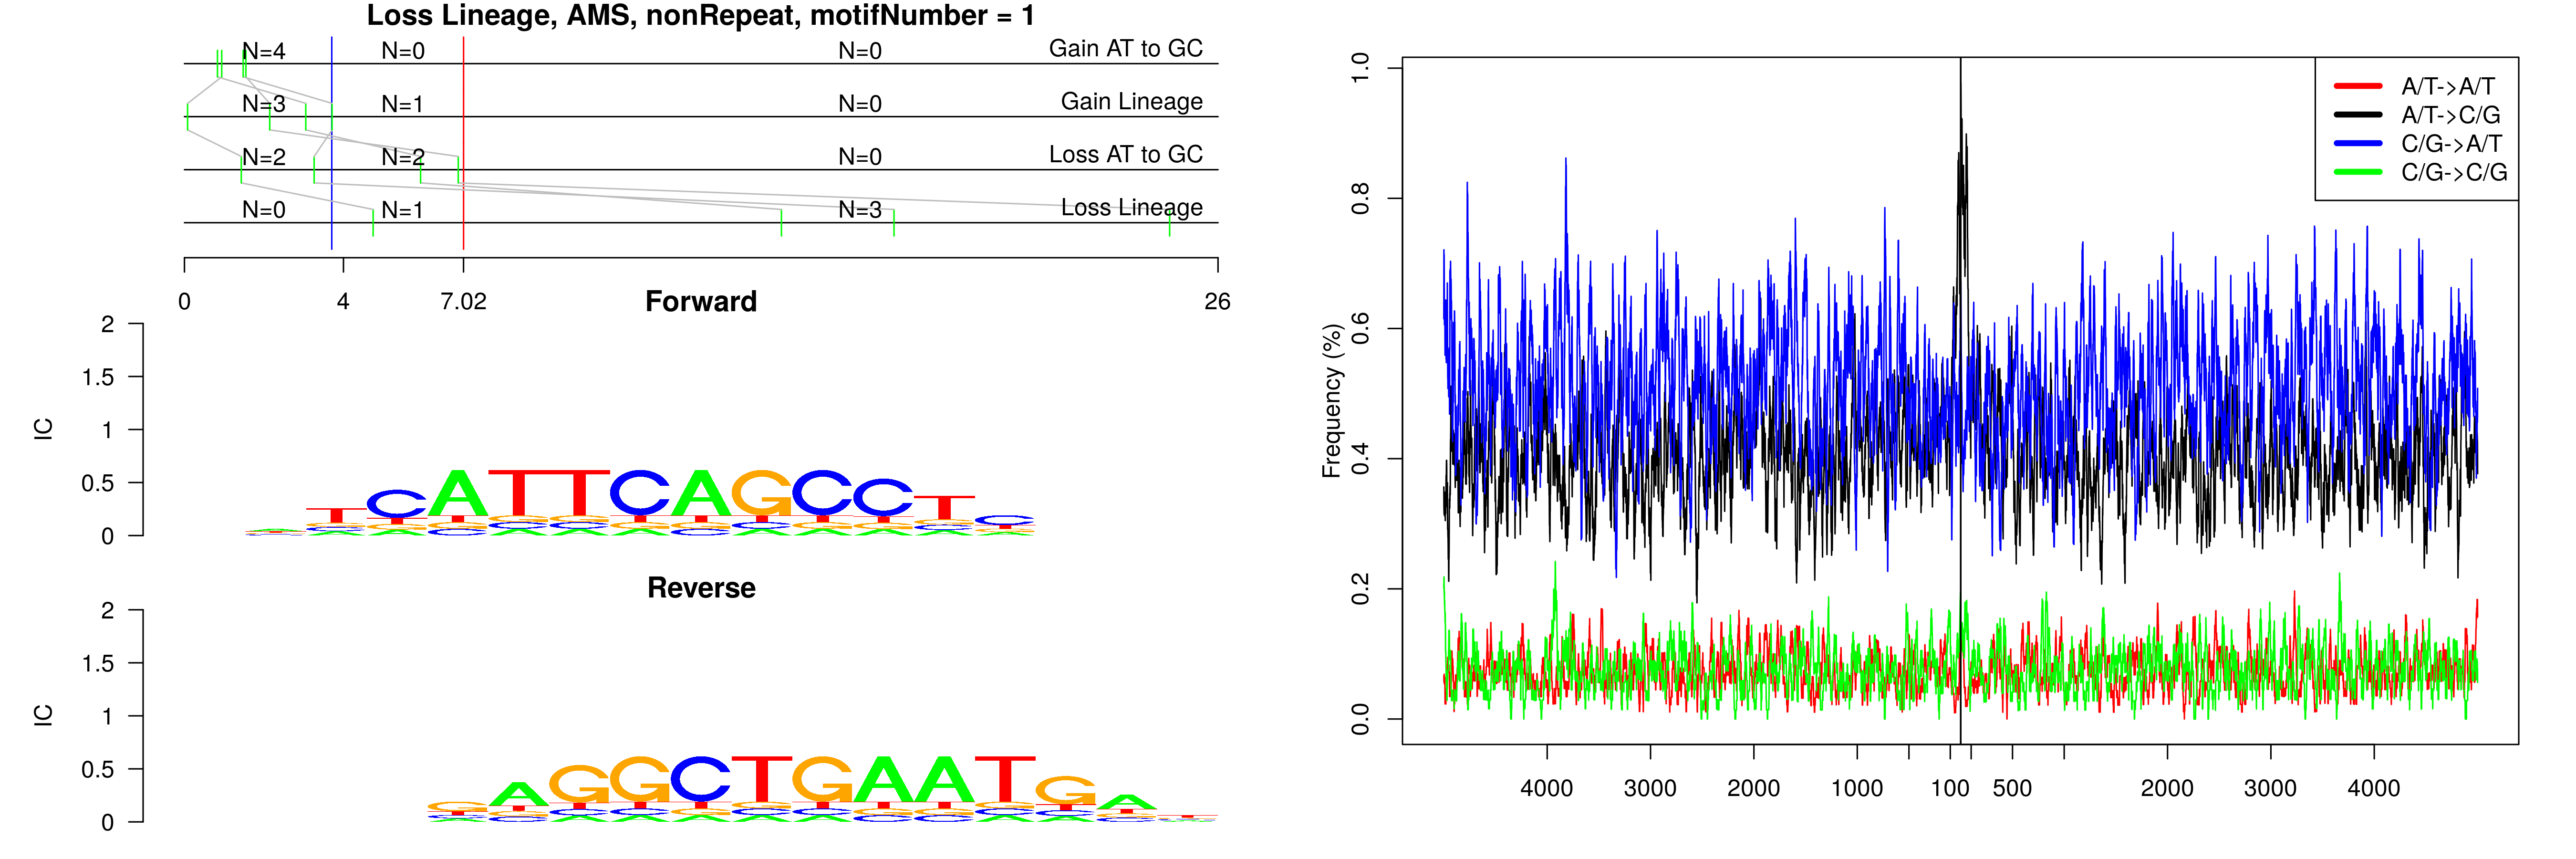 Loss Lineage, AMS, nonRepeat, motifNumber = 1
N=4 N=0 N=0 Gain AT to GC
N=3 N=1 N=0 Gain Lineage
N=2 N=2 N=0 Loss AT to GC
N=0 N=1 N=3 Loss Lineage
0 4 7.02 26
Forward
2
1.5
1
0.5
0
IC
TCATTCAGCCTC
Reverse
2
1.5
1
0.5
0
IC
GAGGCTGAATGA
1.0
0.8
0.6
0.4
0.2
0.0
Frequency (%)
A/T->A/T
A/T->C/G
C/G->A/T
C/G->C/G
4000 3000 2000 1000 100 500 2000 3000 4000